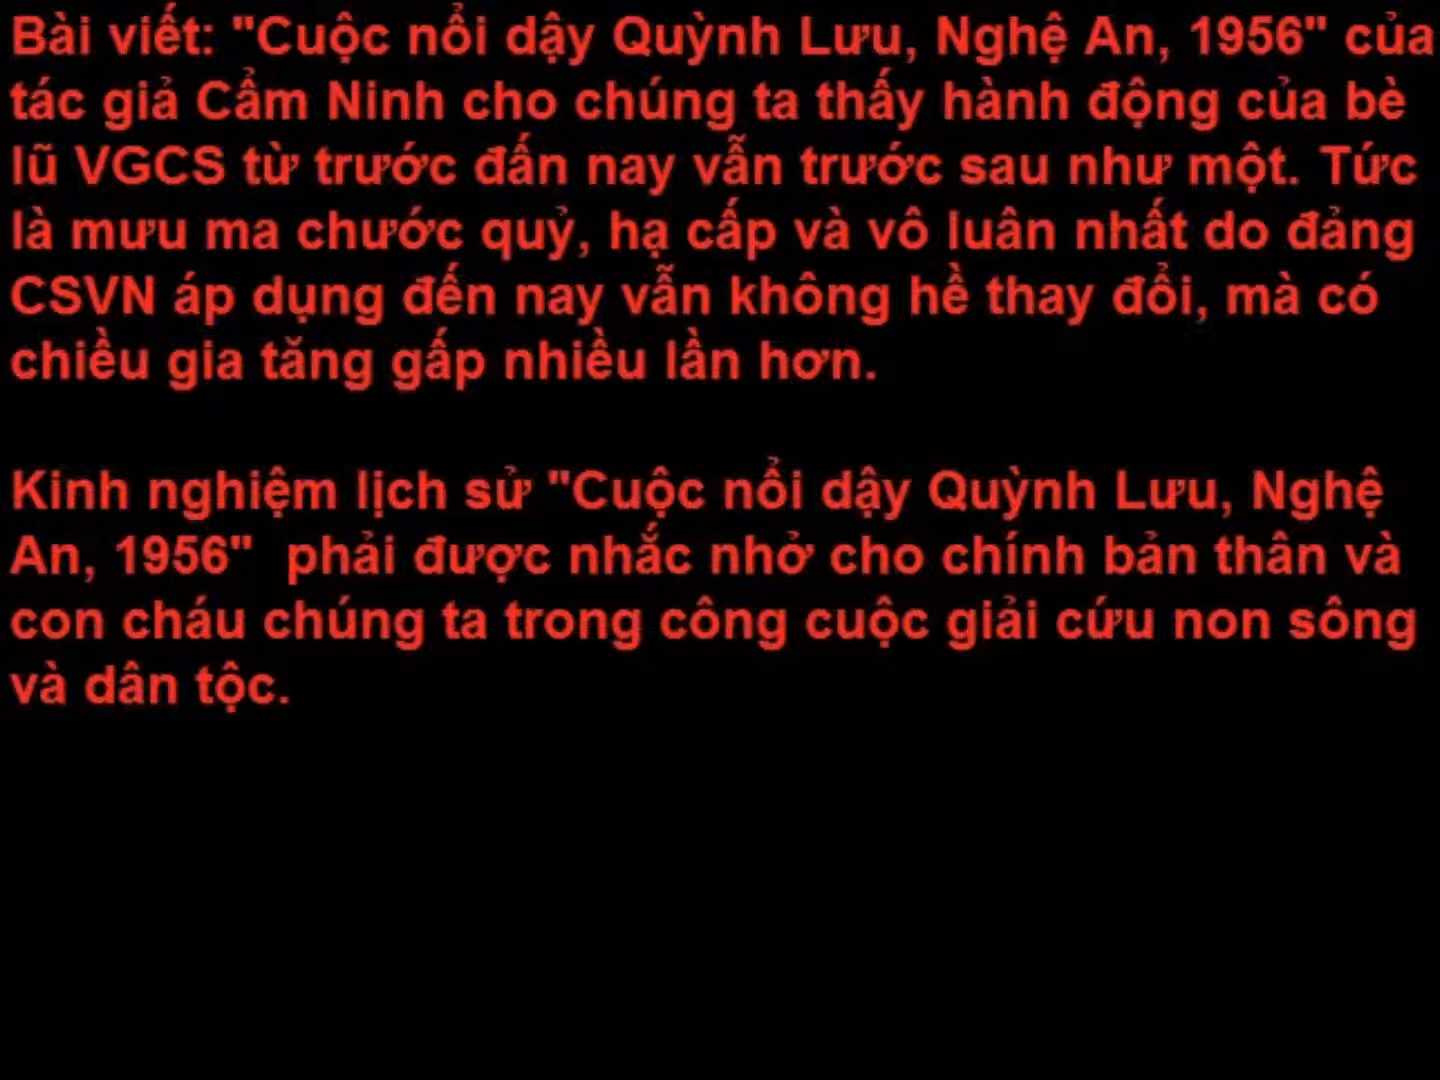 Bài viết: "Cuộc nổi dậy Quỳnh Lưu, Nghệ An, 1956" của
tác giả Cẩm Ninh cho chúng ta thấy hành động của bè
lũ VGCS từ trước đấn nay vẫn trước sau như một. Tức
là mưu ma chước quỷ, hạ cấp và vô luân nhất do đảng
CSVN áp dụng đến nay vẫn không hề thay đổi, mà có
chiều gia tăng gấp nhiều lần hơn.
Kinh nghiệm lịch sử "Cuộc nổi dậy Quỳnh Lưu, Nghệ
An, 1956"  phải được nhắc nhở cho chính bản thân và
con cháu chúng ta trong công cuộc giải cứu non sông
và dân tộc.